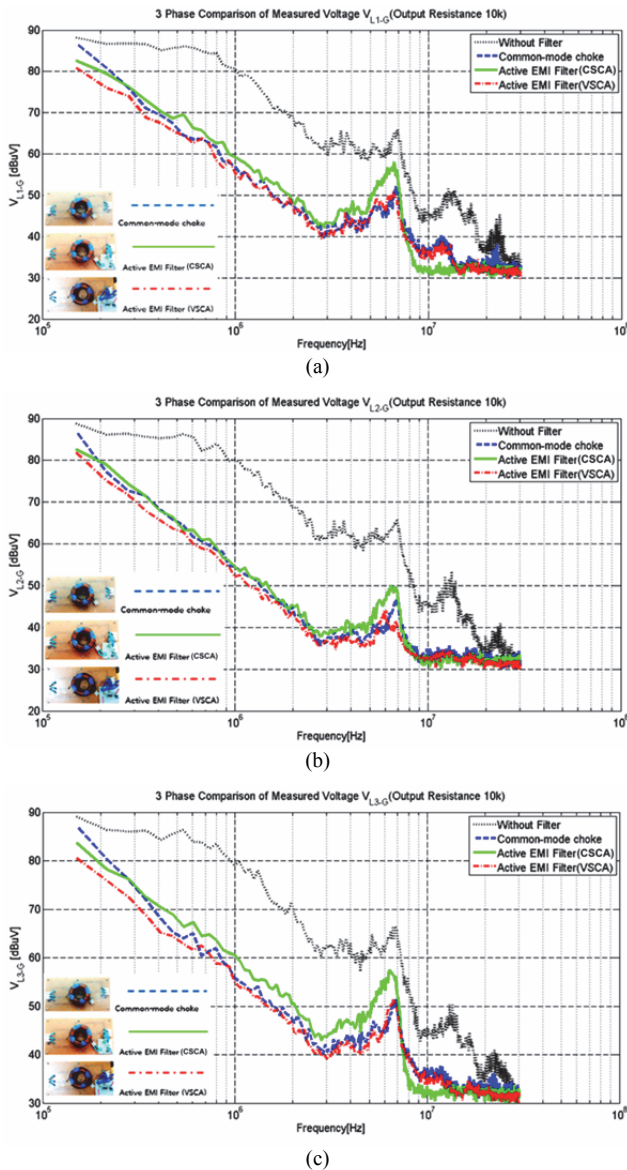 3 Phase Comparison of Measured Voltage V_L1-G(Output Resistance 10k)
Without Filter
Common-mode choke
Active EMI Filter(CSCA)
Active EMI Filter(VSCA)
V_L1-G [dBuV]
90
80
70
60
50
40
30
20
Common-mode choke
Active EMI Filter (CSCA)
Active EMI Filter (VSCA)
10^5
10^6
10^7
10^8
Frequency[Hz]
(a)
3 Phase Comparison of Measured Voltage V_L2-G(Output Resistance 10k)
Without Filter
Common-mode choke
Active EMI Filter(CSCA)
Active EMI Filter(VSCA)
V_L2-G [dBuV]
90
80
70
60
50
40
30
20
Common-mode choke
Active EMI Filter (CSCA)
Active EMI Filter (VSCA)
10^5
10^6
10^7
10^8
Frequency[Hz]
(b)
3 Phase Comparison of Measured Voltage V_L3-G(Output Resistance 10k)
Without Filter
Common-mode choke
Active EMI Filter(CSCA)
Active EMI Filter(VSCA)
V_L3-G [dBuV]
90
80
70
60
50
40
30
Common-mode choke
Active EMI Filter (CSCA)
Active EMI Filter (VSCA)
10^5
10^6
10^7
10^8
Frequency[Hz]
(c)